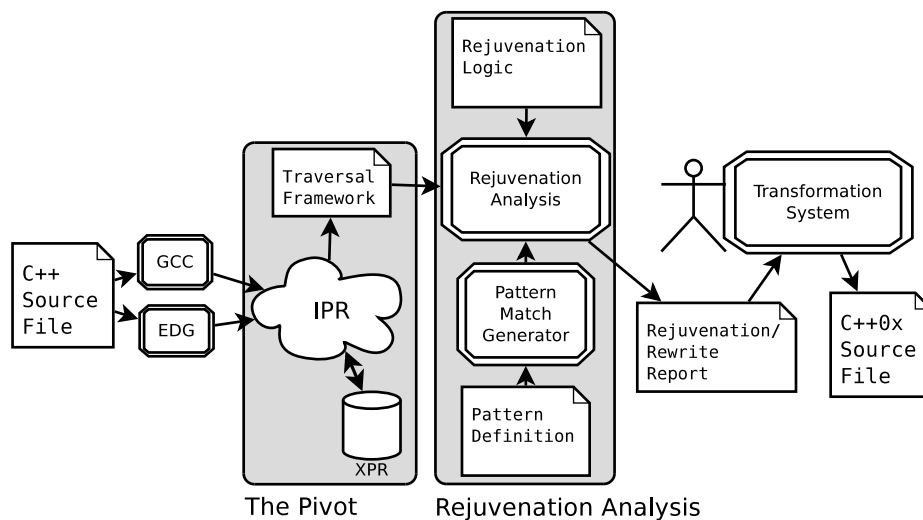 C++
Source
File
GCC
EDG
Traversal
Framework
IPR
XPR
The Pivot
Rejuvenation
Logic
Rejuvenation
Analysis
Pattern
Match
Generator
Pattern
Definition
Rejuvenation Analysis
Rejuvenation/
Rewrite
Report
Transformation
System
C++0x
Source
File